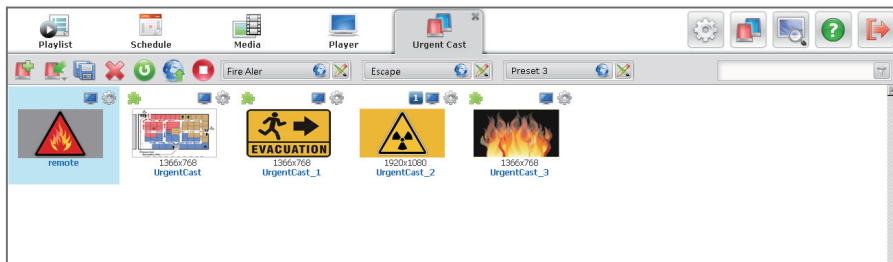 Playlist
Schedule
Media
Player
Urgent Cast
Fire Aler
Escape
Preset 3
1
remote
1366x768
UrgentCast
EVACUATION
1366x768
UrgentCast_1
1920x1080
UrgentCast_2
1366x768
UrgentCast_3